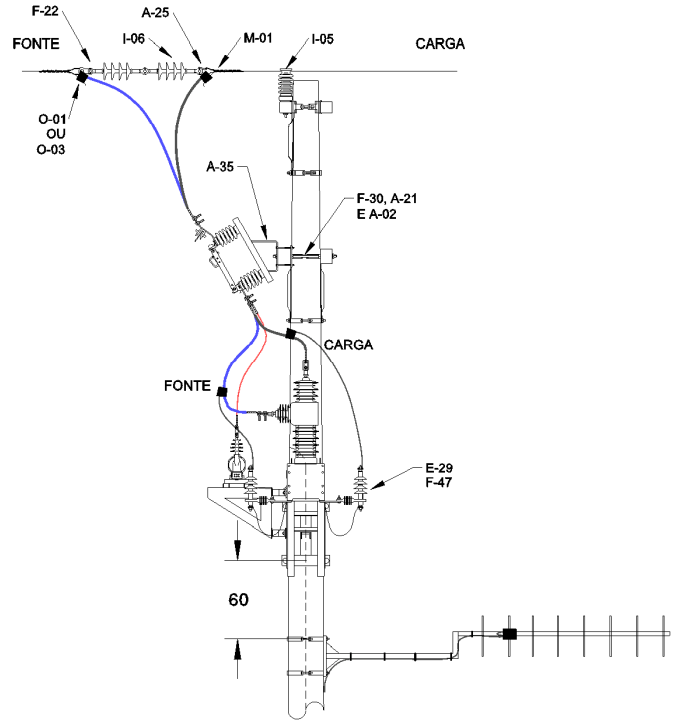 F-22
A-25
FONTE
I-06
M-01
I-05
CARGA
O-01
OU
O-03
A-35
F-30, A-21
E A-02
CARGA
FONTE
E-29
F-47
60